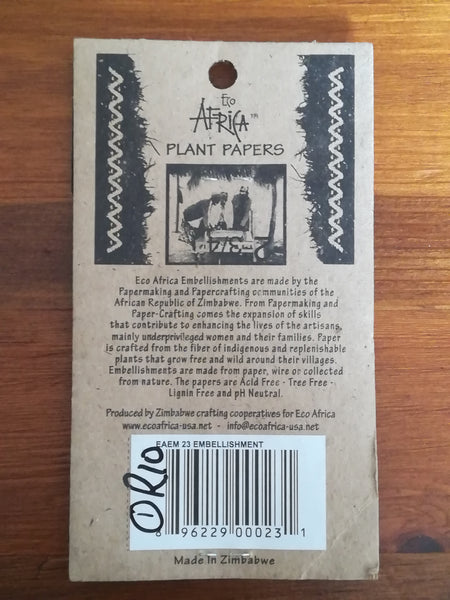 Eco
AFRICA™
PLANT PAPERS
Eco Africa Embellishments are made by the
Papermaking and Papercrafting communities of the
African Republic of Zimbabwe. From Papermaking and
Paper-Crafting comes the expansion of skills
that contribute to enhancing the lives of the artisans,
mainly underprivileged women and their families. Paper
is crafted from the fiber of indigenous and replenishable
plants that grow free and wild around their villages.
Embellishments are made from paper, wire or collected
from nature. The papers are Acid Free - Tree Free -
Lignin Free and pH Neutral.
Produced by Zimbabwe crafting cooperatives for Eco Africa
www.ecoafrica-usa.net - info@ecoafrica-usa.net
EAEM 23 EMBELLISHMENT
OR10
8 96229 00023 1
Made in Zimbabwe